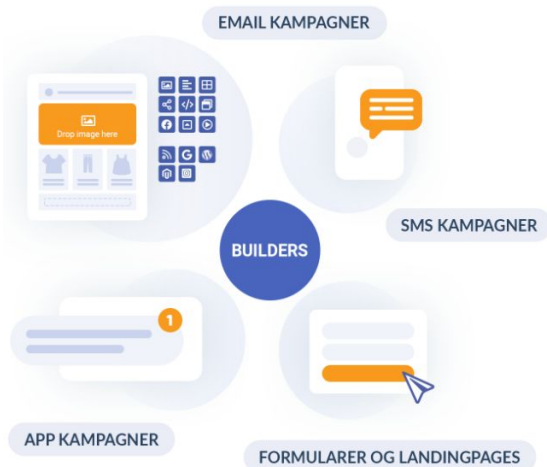 EMAIL KAMPAGNER
Drop image here
SMS KAMPAGNER
BUILDERS
1
APP KAMPAGNER
FORMULARER OG LANDINGPAGES